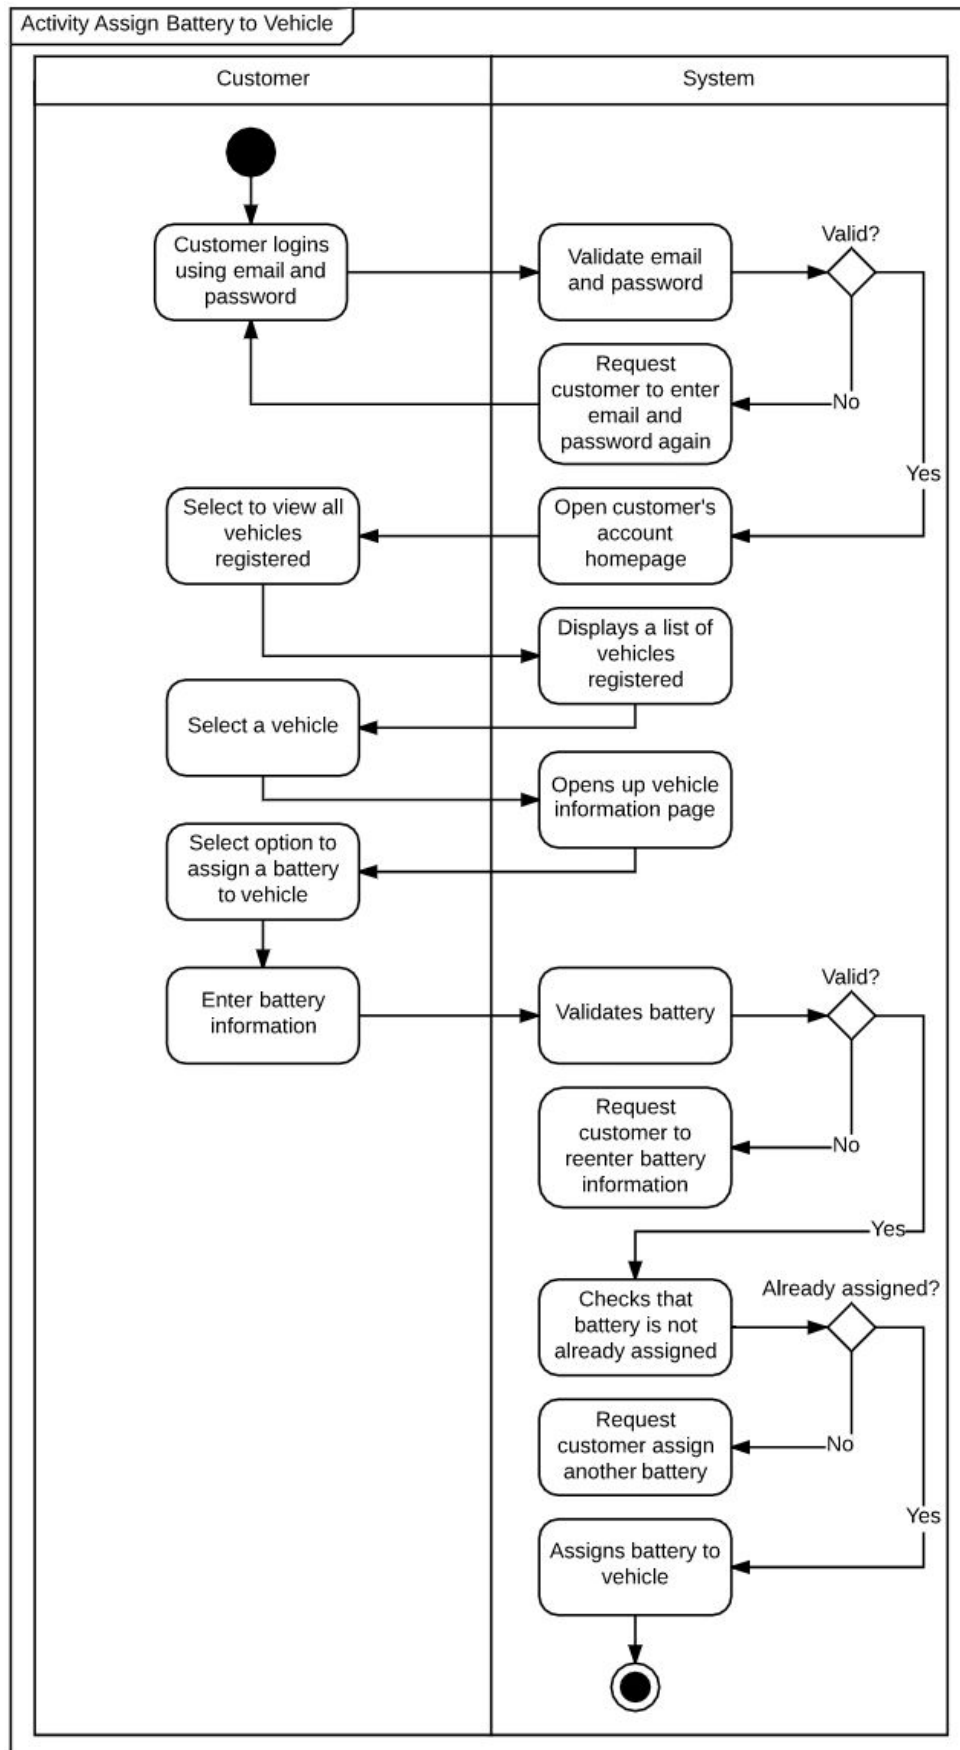 Activity Assign Battery to Vehicle
Customer
System
Customer logins
using email and
password
Validate email
and password
Valid?
Request
customer to enter
email and
password again
No
Yes
Select to view all
vehicles
registered
Open customer's
account
homepage
Displays a list of
vehicles
registered
Select a vehicle
Opens up vehicle
information page
Select option to
assign a battery
to vehicle
Enter battery
information
Validates battery
Valid?
Request
customer to
reenter battery
information
No
Yes
Checks that
battery is not
already assigned
Already assigned?
Request
customer assign
another battery
No
Yes
Assigns battery to
vehicle